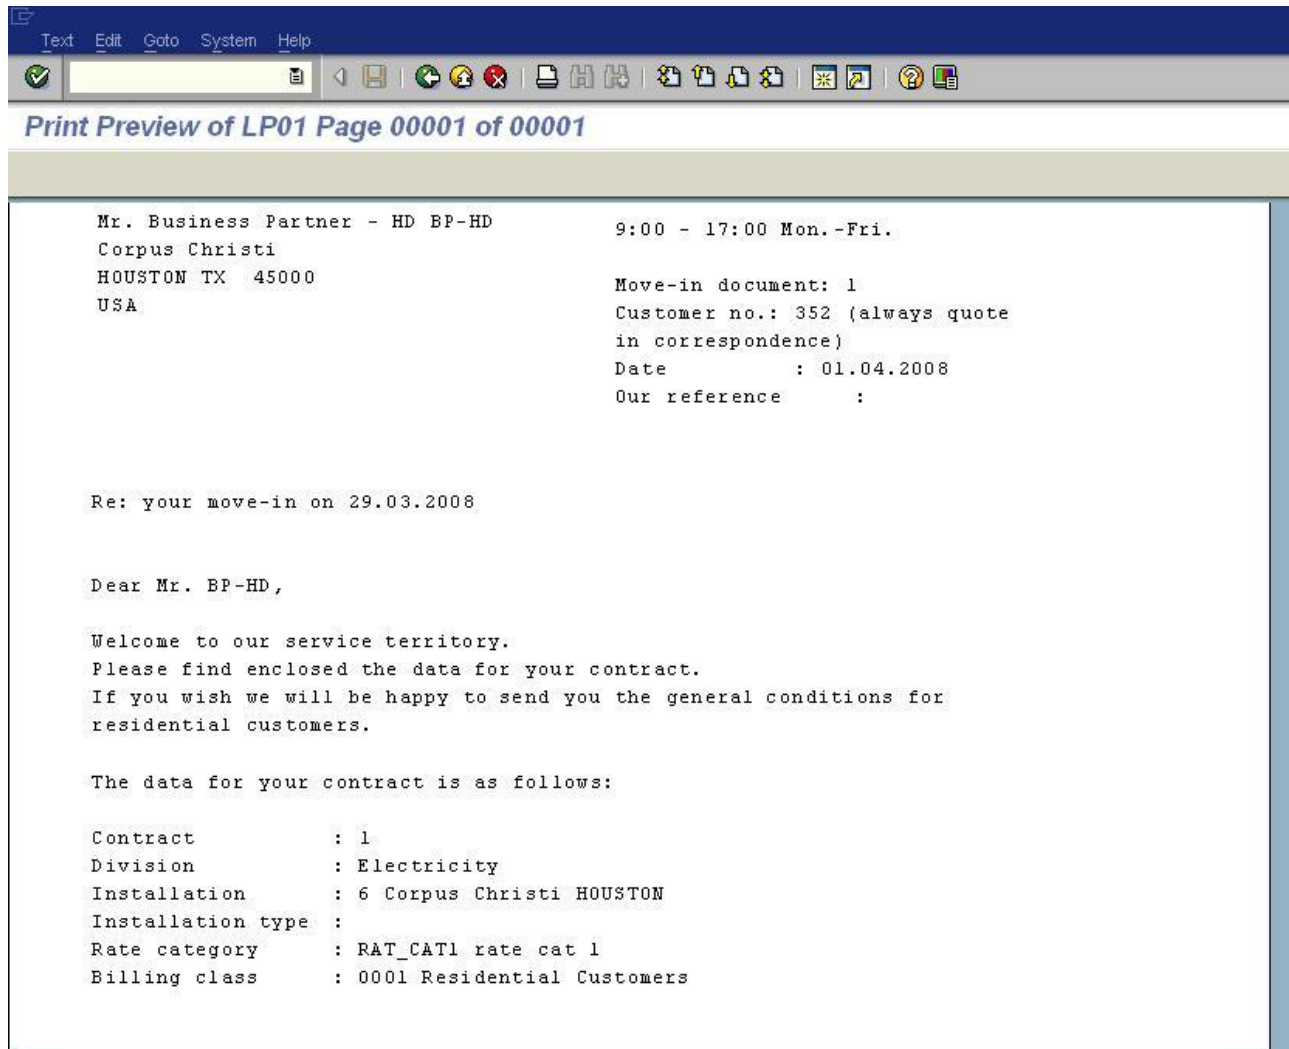 Text Edit Goto System Help
Print Preview of LP01 Page 00001 of 00001
Mr. Business Partner - HD BP-HD
Corpus Christi
HOUSTON TX  45000
USA
9:00 - 17:00 Mon.-Fri.
Move-in document: 1
Customer no.: 352 (always quote
in correspondence)
Date : 01.04.2008
Our reference :
Re: your move-in on 29.03.2008
Dear Mr. BP-HD,
Welcome to our service territory.
Please find enclosed the data for your contract.
If you wish we will be happy to send you the general conditions for
residential customers.
The data for your contract is as follows:
Contract : 1
Division : Electricity
Installation : 6 Corpus Christi HOUSTON
Installation type :
Rate category : RAT_CAT1 rate cat 1
Billing class : 0001 Residential Customers